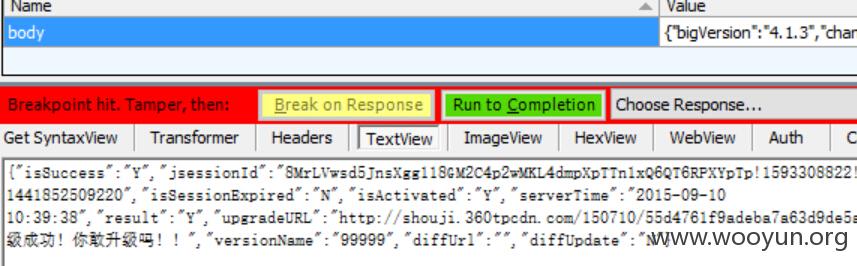 Name Value
body {"bigVersion":"4.1.3","chan
Breakpoint hit. Tamper, then: Break on Response Run to Completion Choose Response...
Get SyntaxView Transformer Headers TextView ImageView HexView WebView Auth C
{"isSuccess":"Y","jsessionId":"8MrLVwsd5JnsXgg118GM2C4p2wMKL4dmpXpTTn1xQ6QT6RPXYpTp!1593308822!
1441852509220","isSessionExpired":"N","isActivated":"Y","serverTime":"2015-09-10
10:39:38","result":"Y","upgradeURL":"http://shouji.360tpcdn.com/150710/55d4761f9adeba7a63d9de5a
级成功！你敢升级吗！！","versionName":"99999","diffUrl":"","diffUpdate":"N"}
www.wooyun.org